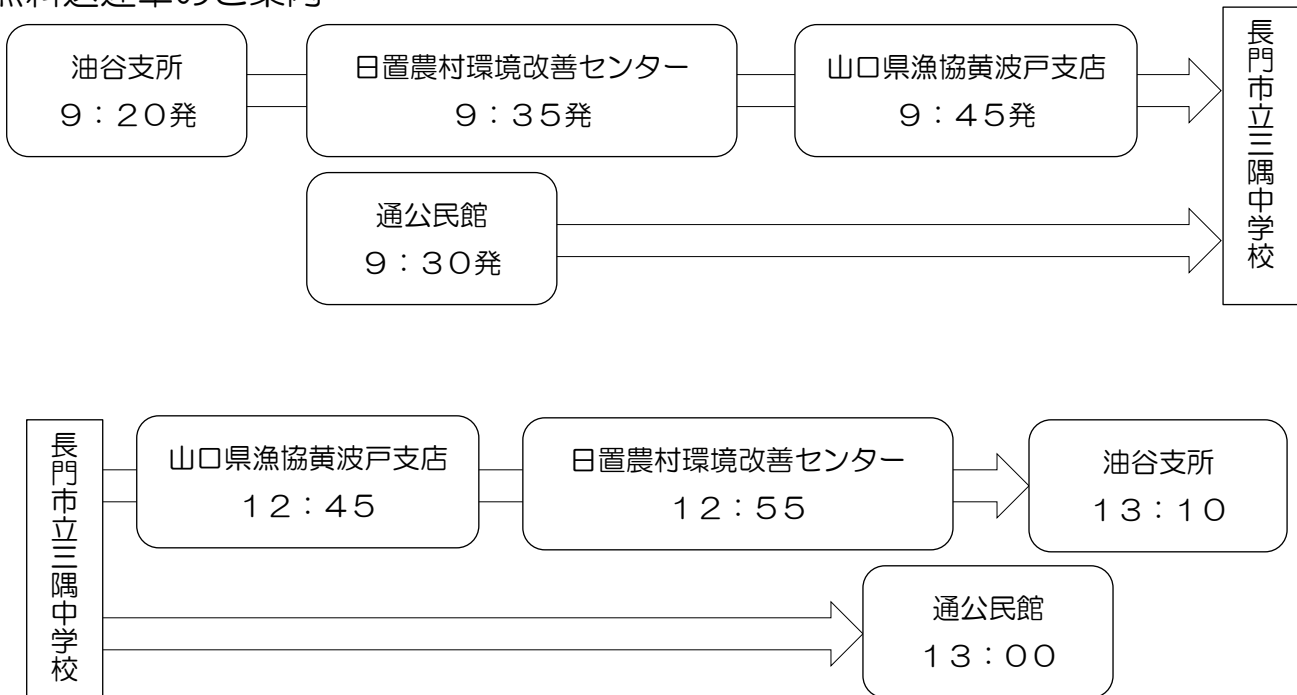 無料送迎車のご案内
油谷支所
９：２０発
日置農村環境改善センター
９：３５発
山口県漁協黄波戸支店
９：４５発
通公民館
９：３０発
長門市立三隅中学校
長門市立三隅中学校
山口県漁協黄波戸支店
１２：４５
日置農村環境改善センター
１２：５５
油谷支所
１３：１０
通公民館
１３：００